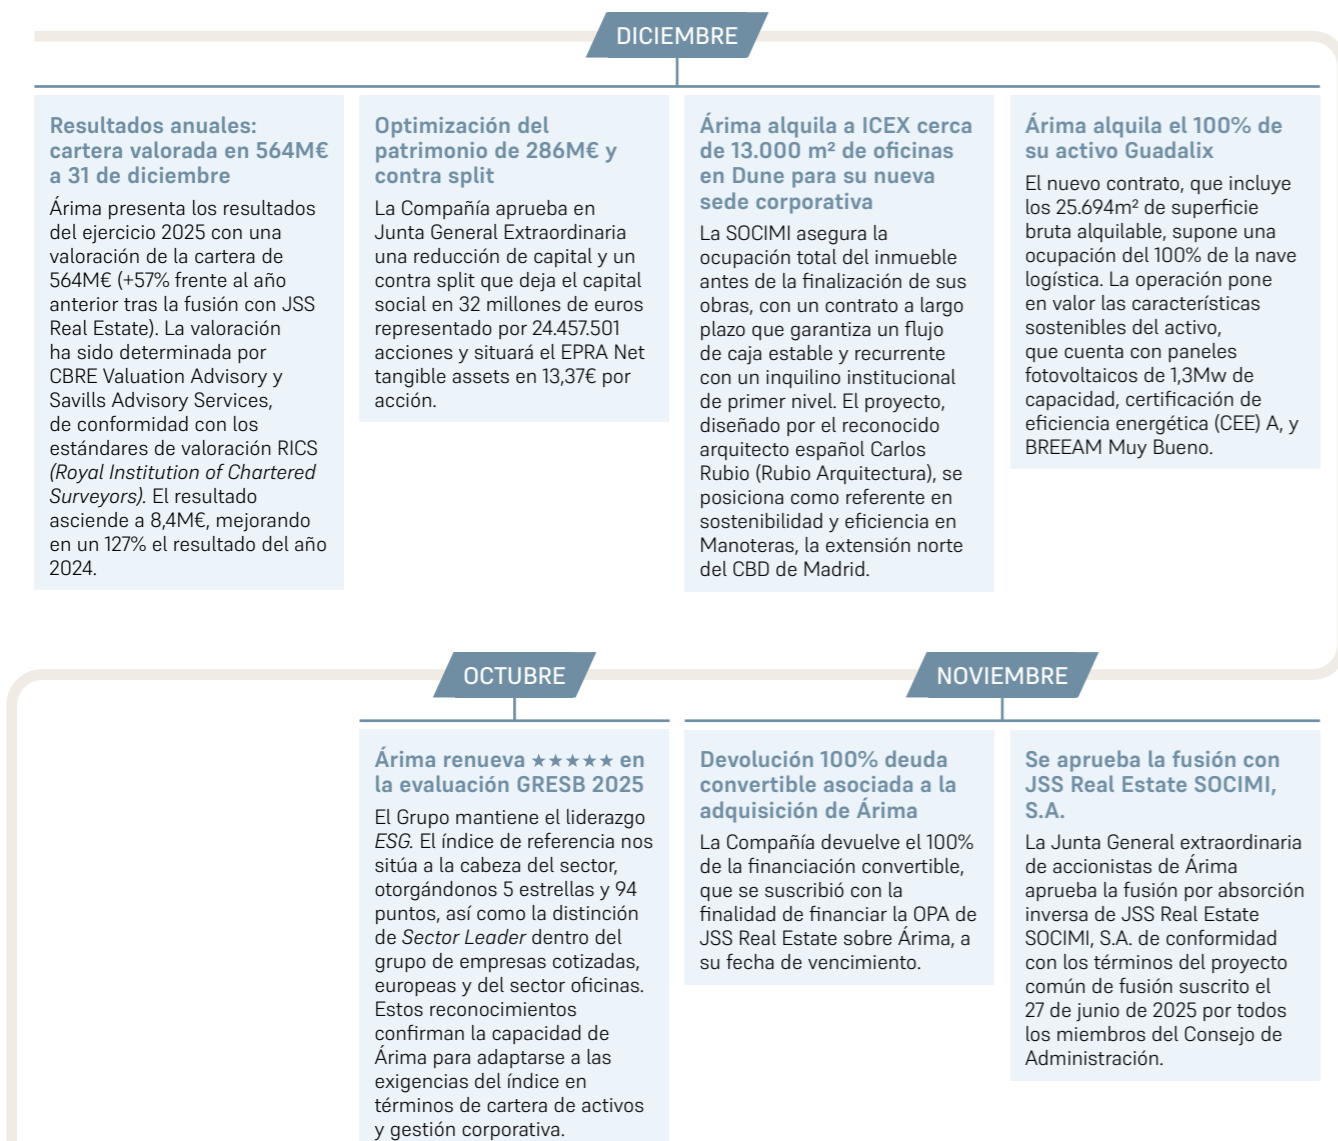 DICIEMBRE
Resultados anuales:
cartera valorada en 564M€
a 31 de diciembre
Árima presenta los resultados
del ejercicio 2025 con una
valoración de la cartera de
564M€ (+57% frente al año
anterior tras la fusión con JSS
Real Estate). La valoración
ha sido determinada por
CBRE Valuation Advisory y
Savills Advisory Services,
de conformidad con los
estándares de valoración RICS
(Royal Institution of Chartered
Surveyors). El resultado
asciende a 8,4M€, mejorando
en un 127% el resultado del año
2024.
Optimización del
patrimonio de 286M€ y
contra split
La Compañía aprueba en
Junta General Extraordinaria
una reducción de capital y un
contra split que deja el capital
social en 32 millones de euros
representado por 24.457.501
acciones y situará el EPRA Net
tangible assets en 13,37€ por
acción.
Árima alquila a ICEX cerca
de 13.000 m² de oficinas
en Dune para su nueva
sede corporativa
La SOCIMI asegura la
ocupación total del inmueble
antes de la finalización de sus
obras, con un contrato a largo
plazo que garantiza un flujo
de caja estable y recurrente
con un inquilino institucional
de primer nivel. El proyecto,
diseñado por el reconocido
arquitecto español Carlos
Rubio (Rubio Arquitectura), se
posiciona como referente en
sostenibilidad y eficiencia en
Manoteras, la extensión norte
del CBD de Madrid.
Árima alquila el 100% de
su activo Guadalix
El nuevo contrato, que incluye
los 25.694m² de superficie
bruta alquilable, supone una
ocupación del 100% de la nave
logística. La operación pone
en valor las características
sostenibles del activo,
que cuenta con paneles
fotovoltaicos de 1,3Mw de
capacidad, certificación de
eficiencia energética (CEE) A, y
BREEAM Muy Bueno.
OCTUBRE
Árima renueva ★★★★★ en
la evaluación GRESB 2025
El Grupo mantiene el liderazgo
ESG. El índice de referencia nos
sitúa a la cabeza del sector,
otorgándonos 5 estrellas y 94
puntos, así como la distinción
de Sector Leader dentro del
grupo de empresas cotizadas,
europeas y del sector oficinas.
Estos reconocimientos
confirman la capacidad de
Árima para adaptarse a las
exigencias del índice en
términos de cartera de activos
y gestión corporativa.
NOVIEMBRE
Devolución 100% deuda
convertible asociada a la
adquisición de Árima
La Compañía devuelve el 100%
de la financiación convertible,
que se suscribió con la
finalidad de financiar la OPA de
JSS Real Estate sobre Árima, a
su fecha de vencimiento.
Se aprueba la fusión con
JSS Real Estate SOCIMI,
S.A.
La Junta General extraordinaria
de accionistas de Árima
aprueba la fusión por absorción
inversa de JSS Real Estate
SOCIMI, S.A. de conformidad
con los términos del proyecto
común de fusión suscrito el
27 de junio de 2025 por todos
los miembros del Consejo de
Administración.